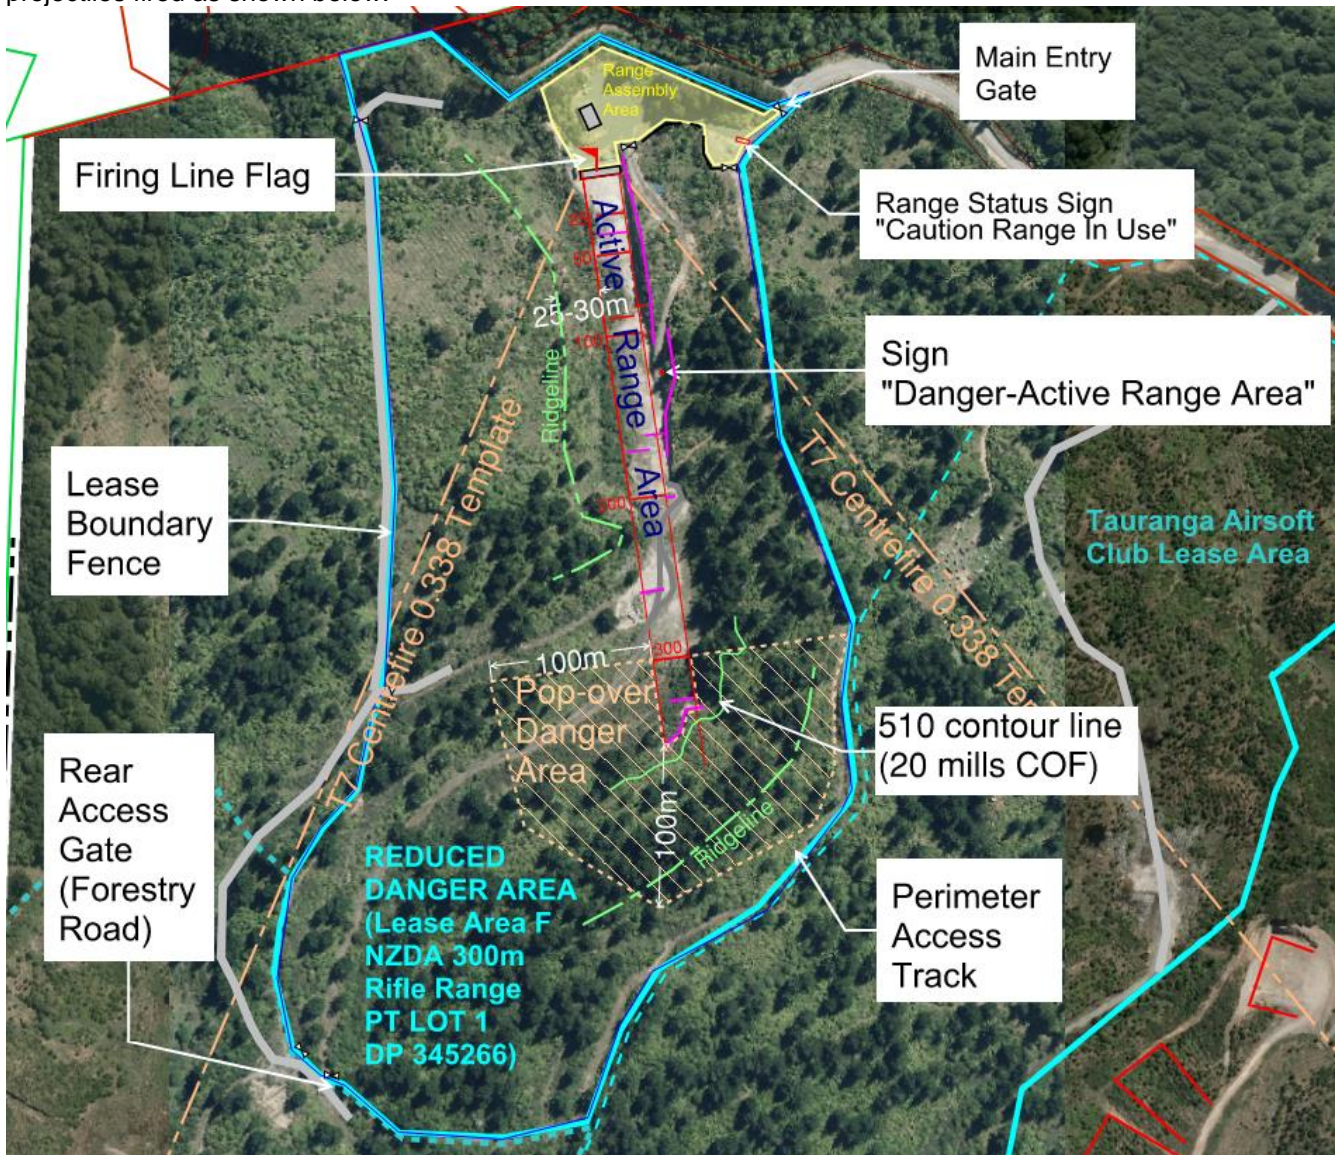 projectiles fired as shown below.
Range
Assembly
Area
Main Entry
Gate
Firing Line Flag
Range Status Sign
"Caution Range In Use"
Active
Range
Area
50
25-30m
100
Ridgeline
Sign
"Danger-Active Range Area"
T7 Centrefire 0.338 Template
Lease
Boundary
Fence
Tauranga Airsoft
Club Lease Area
300
100m
Pop-over
Danger
Area
510 contour line
(20 mills COF)
Rear
Access
Gate
(Forestry
Road)
100m
Ridgeline
REDUCED
DANGER AREA
(Lease Area F
NZDA 300m
Rifle Range
PT LOT 1
DP 345266)
Perimeter
Access
Track
T7 Centrefire 0.338